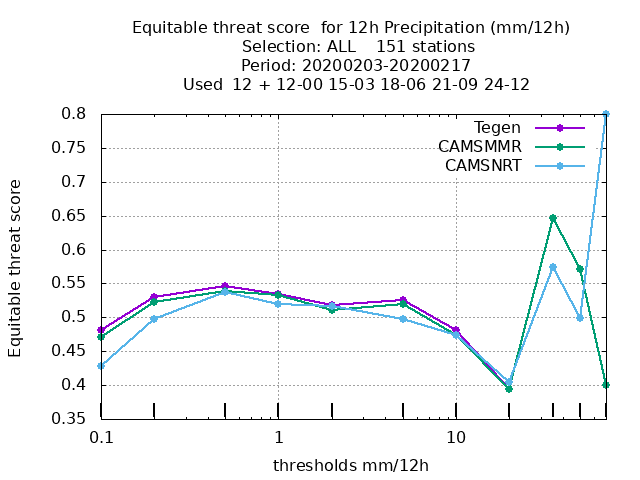 Equitable threat score  for 12h Precipitation (mm/12h)
Selection: ALL    151 stations
Period: 20200203-20200217
Used  12 + 12-00 15-03 18-06 21-09 24-12
Tegen
CAMSMMR
CAMSNRT
0.8
0.75
0.7
0.65
0.6
0.55
0.5
0.45
0.4
0.35
Equitable threat score
0.1 1 10
thresholds mm/12h